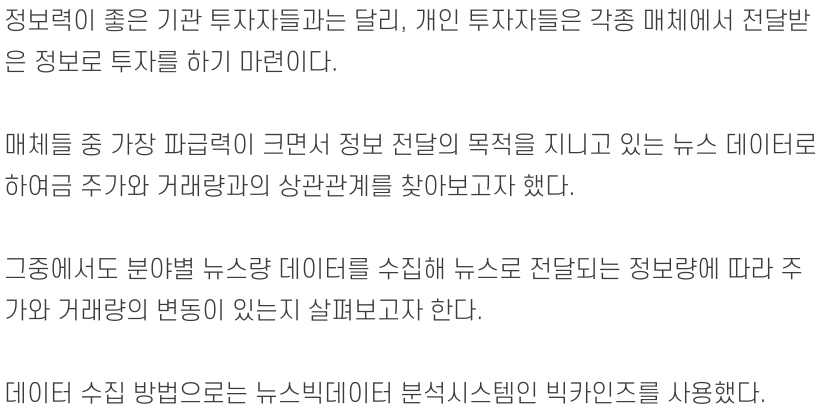 정보력이 좋은 기관 투자자들과는 달리, 개인 투자자들은 각종 매체에서 전달받
은 정보로 투자를 하기 마련이다.
매체들 중 가장 파급력이 크면서 정보 전달의 목적을 지니고 있는 뉴스 데이터로
하여금 주가와 거래량과의 상관관계를 찾아보고자 했다.
그중에서도 분야별 뉴스량 데이터를 수집해 뉴스로 전달되는 정보량에 따라 주
가와 거래량의 변동이 있는지 살펴보고자 한다.
데이터 수집 방법으로는 뉴스빅데이터 분석시스템인 빅카인즈를 사용했다.